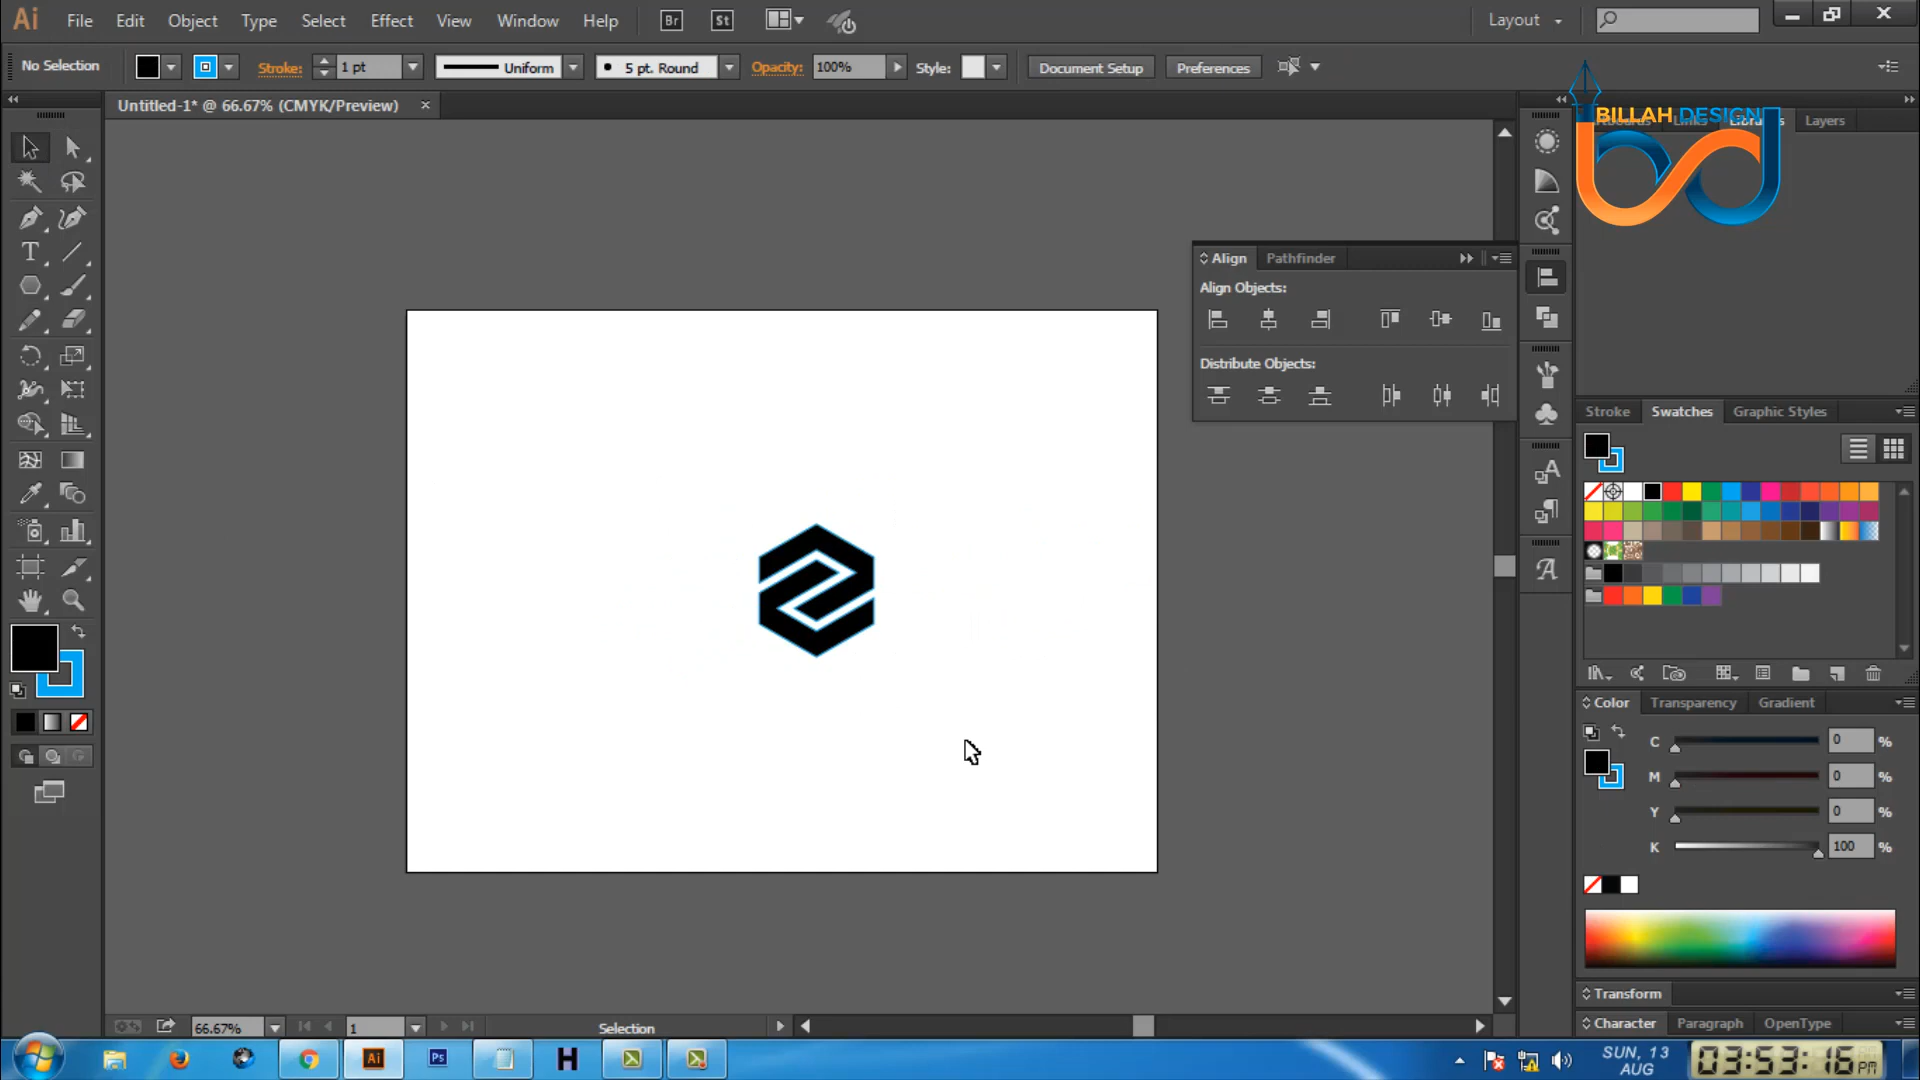 Ai File Edit Object Type Select Effect View Window Help Br St Layout
No Selection Stroke: 1 pt Uniform 5 pt. Round Opacity: 100% Style: Document Setup Preferences
Untitled-1* @ 66.67% (CMYK/Preview)
BILLAH DESIGN
Layers
Align Pathfinder
Align Objects:
Distribute Objects:
Stroke Swatches Graphic Styles
Color Transparency Gradient
C 0 %
M 0 %
Y 0 %
K 100 %
Transform
Character Paragraph OpenType
66.67% 1 Selection
Ai Ps H
SUN, 13
AUG
03:53:16 PM